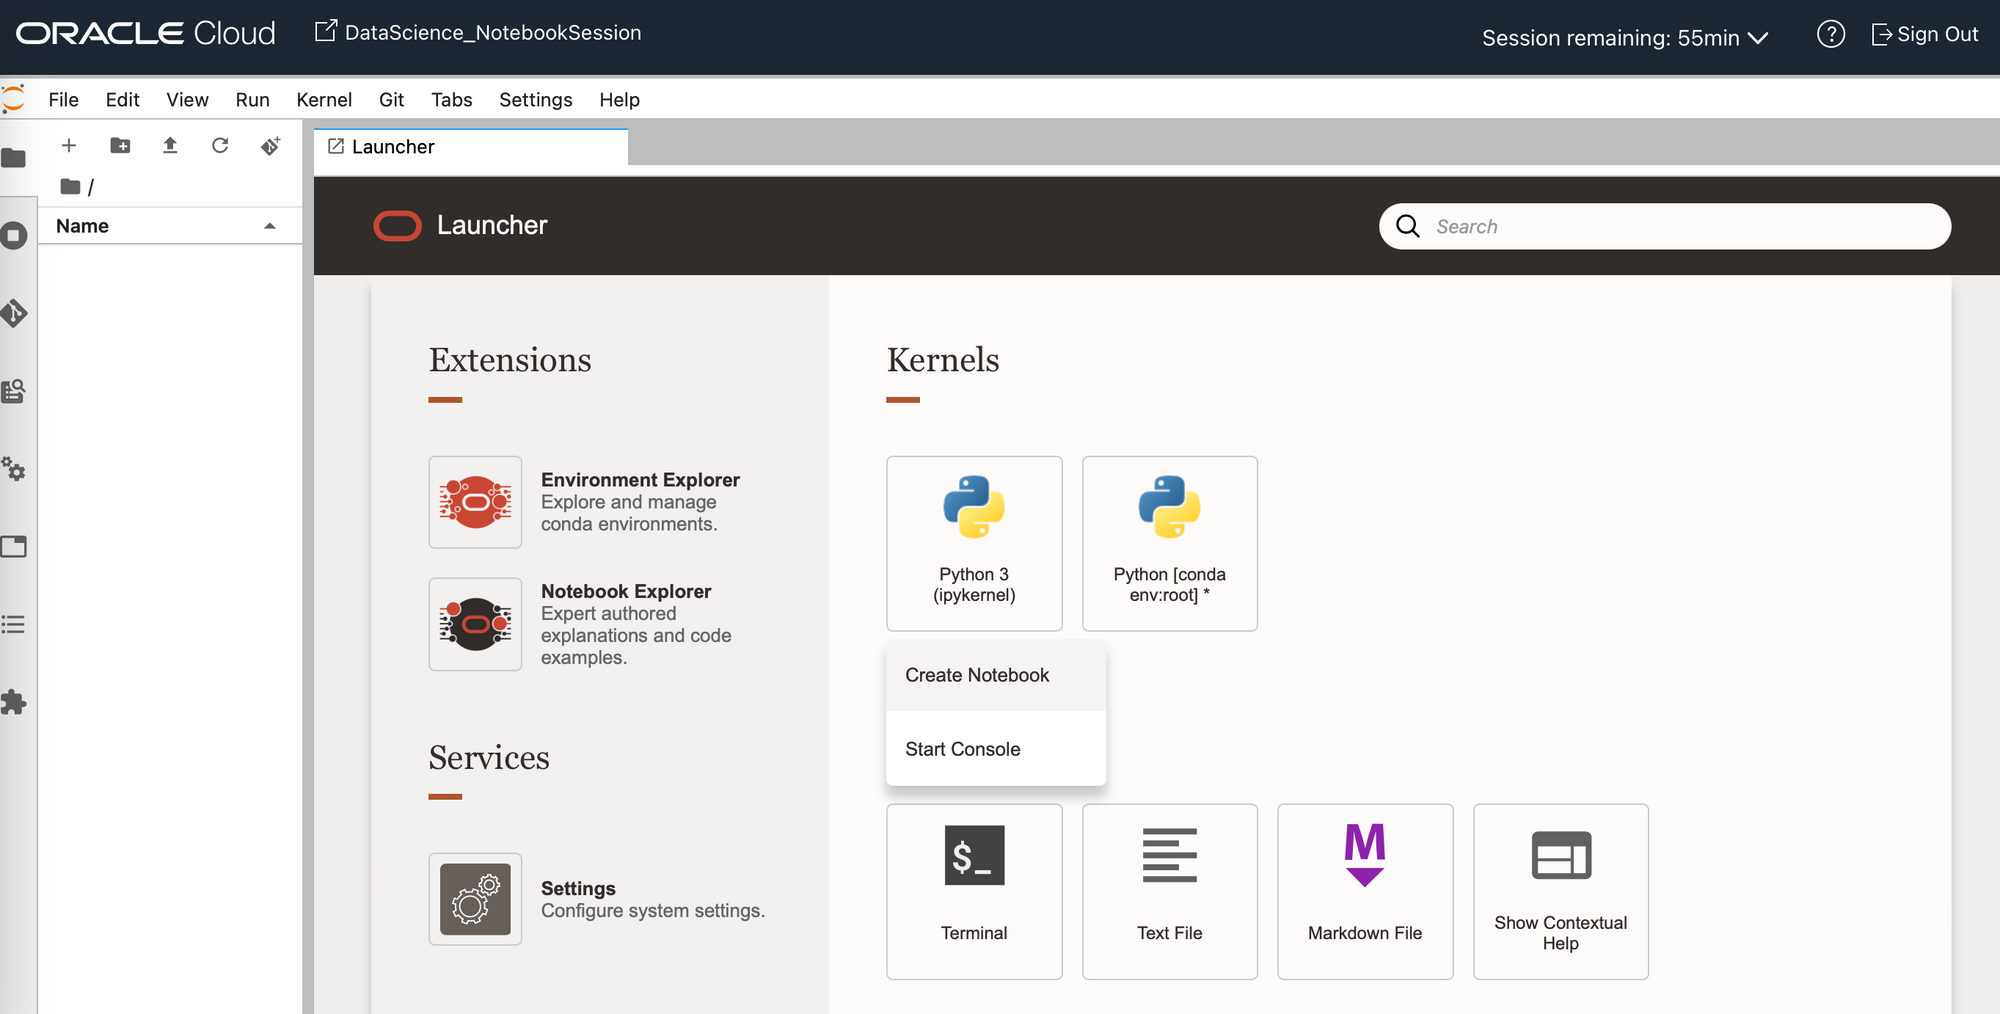 ORACLE Cloud
DataScience_NotebookSession
Session remaining: 55min
?
Sign Out
File Edit View Run Kernel Git Tabs Settings Help
Launcher
/
Name
Launcher
Search
Extensions
Environment Explorer
Explore and manage
conda environments.
Notebook Explorer
Expert authored
explanations and code
examples.
Services
Settings
Configure system settings.
Kernels
Python 3
(ipykernel)
Python [conda
env:root] *
Create Notebook
Start Console
$_
Terminal
Text File
M
Markdown File
Show Contextual
Help